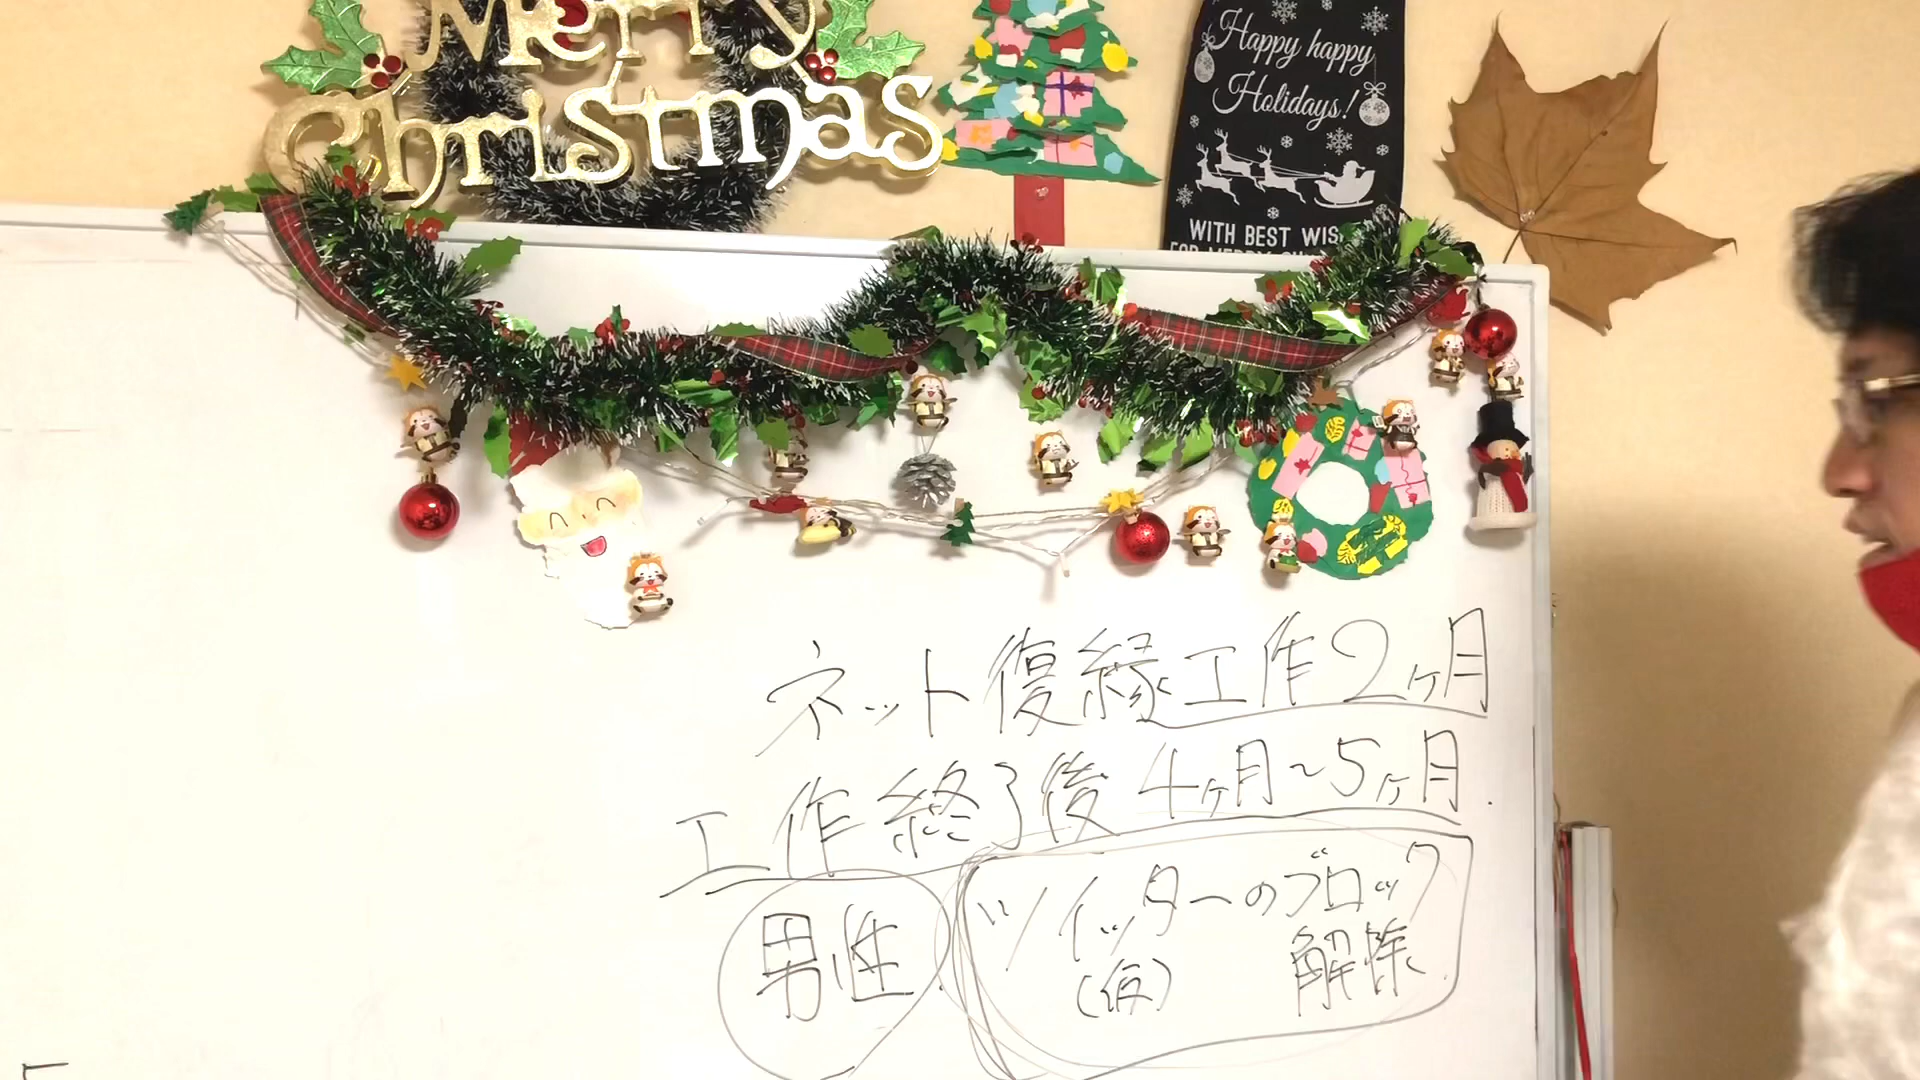 Merry
Christmas
Happy happy
Holidays!
WITH BEST
ネット復縁工作2ヶ月
工作終了後4ヶ月~5ヶ月.
男性
ツイッターのブロック
(仮) 解除